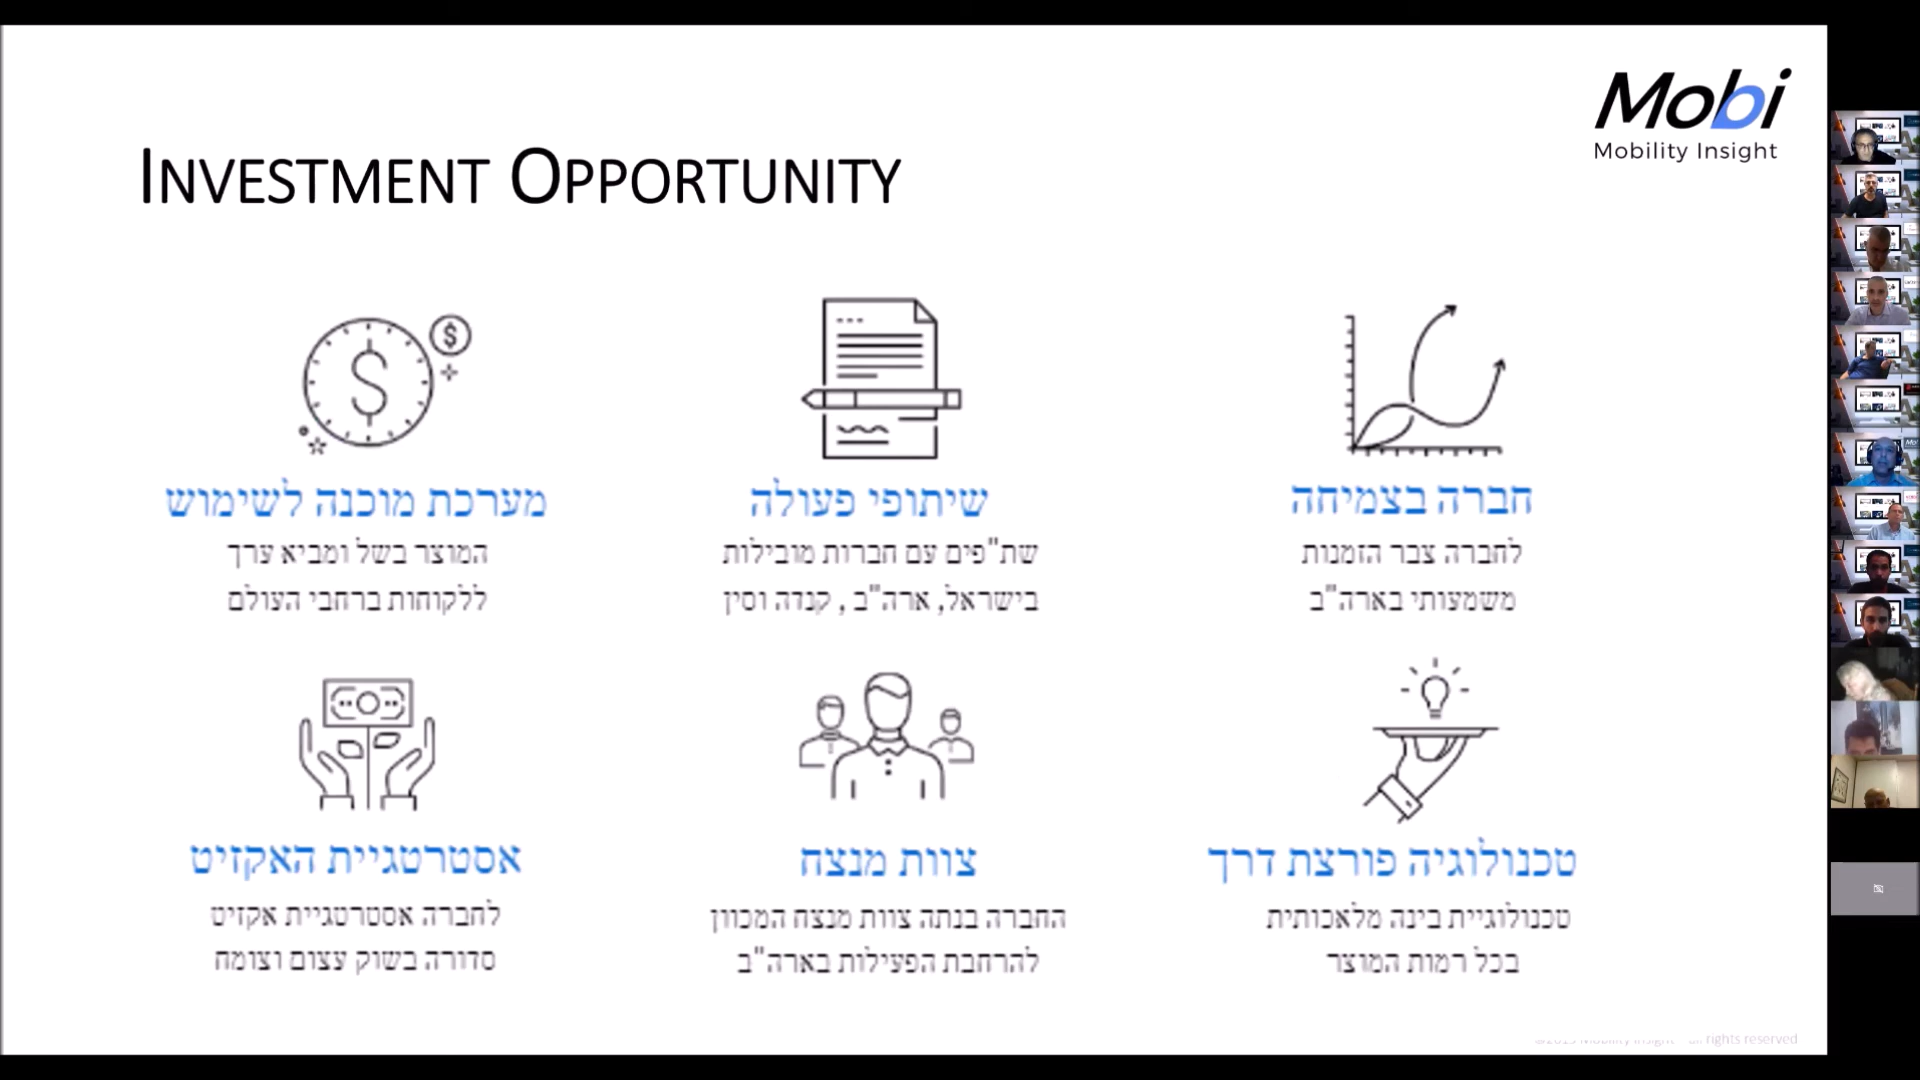 Mobi
Mobility Insight
INVESTMENT OPPORTUNITY
חברה בצמיחה
לחברה צבר הזמנות
משמעותי בארה"ב
שיתופי פעולה
שת"פים עם חברות מובילות
בישראל, ארה"ב , קנדה וסין
מערכת מוכנה לשימוש
המוצר בשל ומביא ערך
ללקוחות ברחבי העולם
טכנולוגיה פורצת דרך
טכנולוגיית בינה מלאכותית
בכל רמות המוצר
צוות מנצח
החברה בנתה צוות מנצח המכוון
להרחבת הפעילות בארה"ב
אסטרטגיית האקזיט
לחברה אסטרטגיית אקזיט
סדורה בשוק עצום וצומח
rights reserved